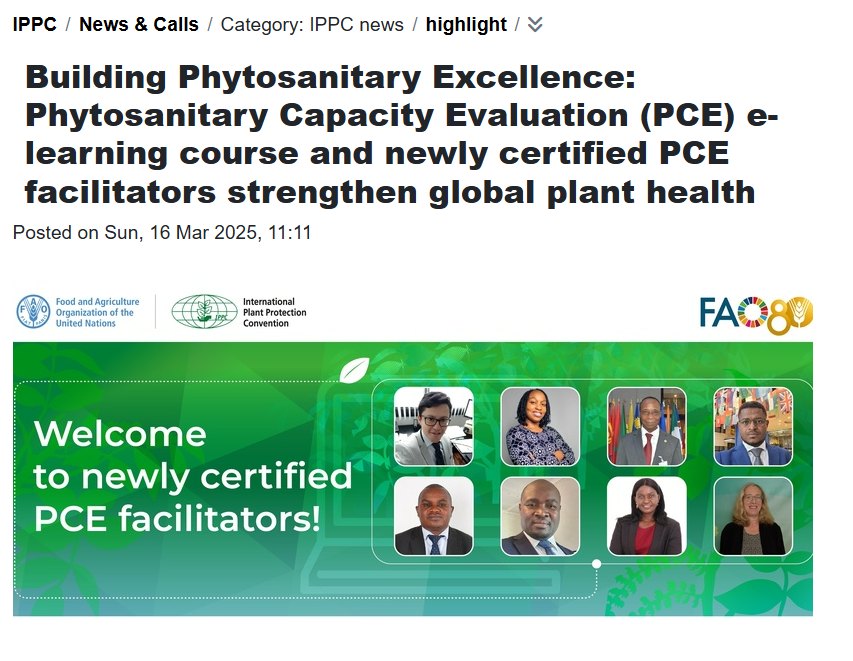 IPPC / News & Calls / Category: IPPC news / highlight /
Building Phytosanitary Excellence:
Phytosanitary Capacity Evaluation (PCE) e-
learning course and newly certified PCE
facilitators strengthen global plant health
Posted on Sun, 16 Mar 2025, 11:11
Food and Agriculture
Organization of the
United Nations
FAO
IPPC
International
Plant Protection
Convention
FAO80
Welcome
to newly certified
PCE facilitators!